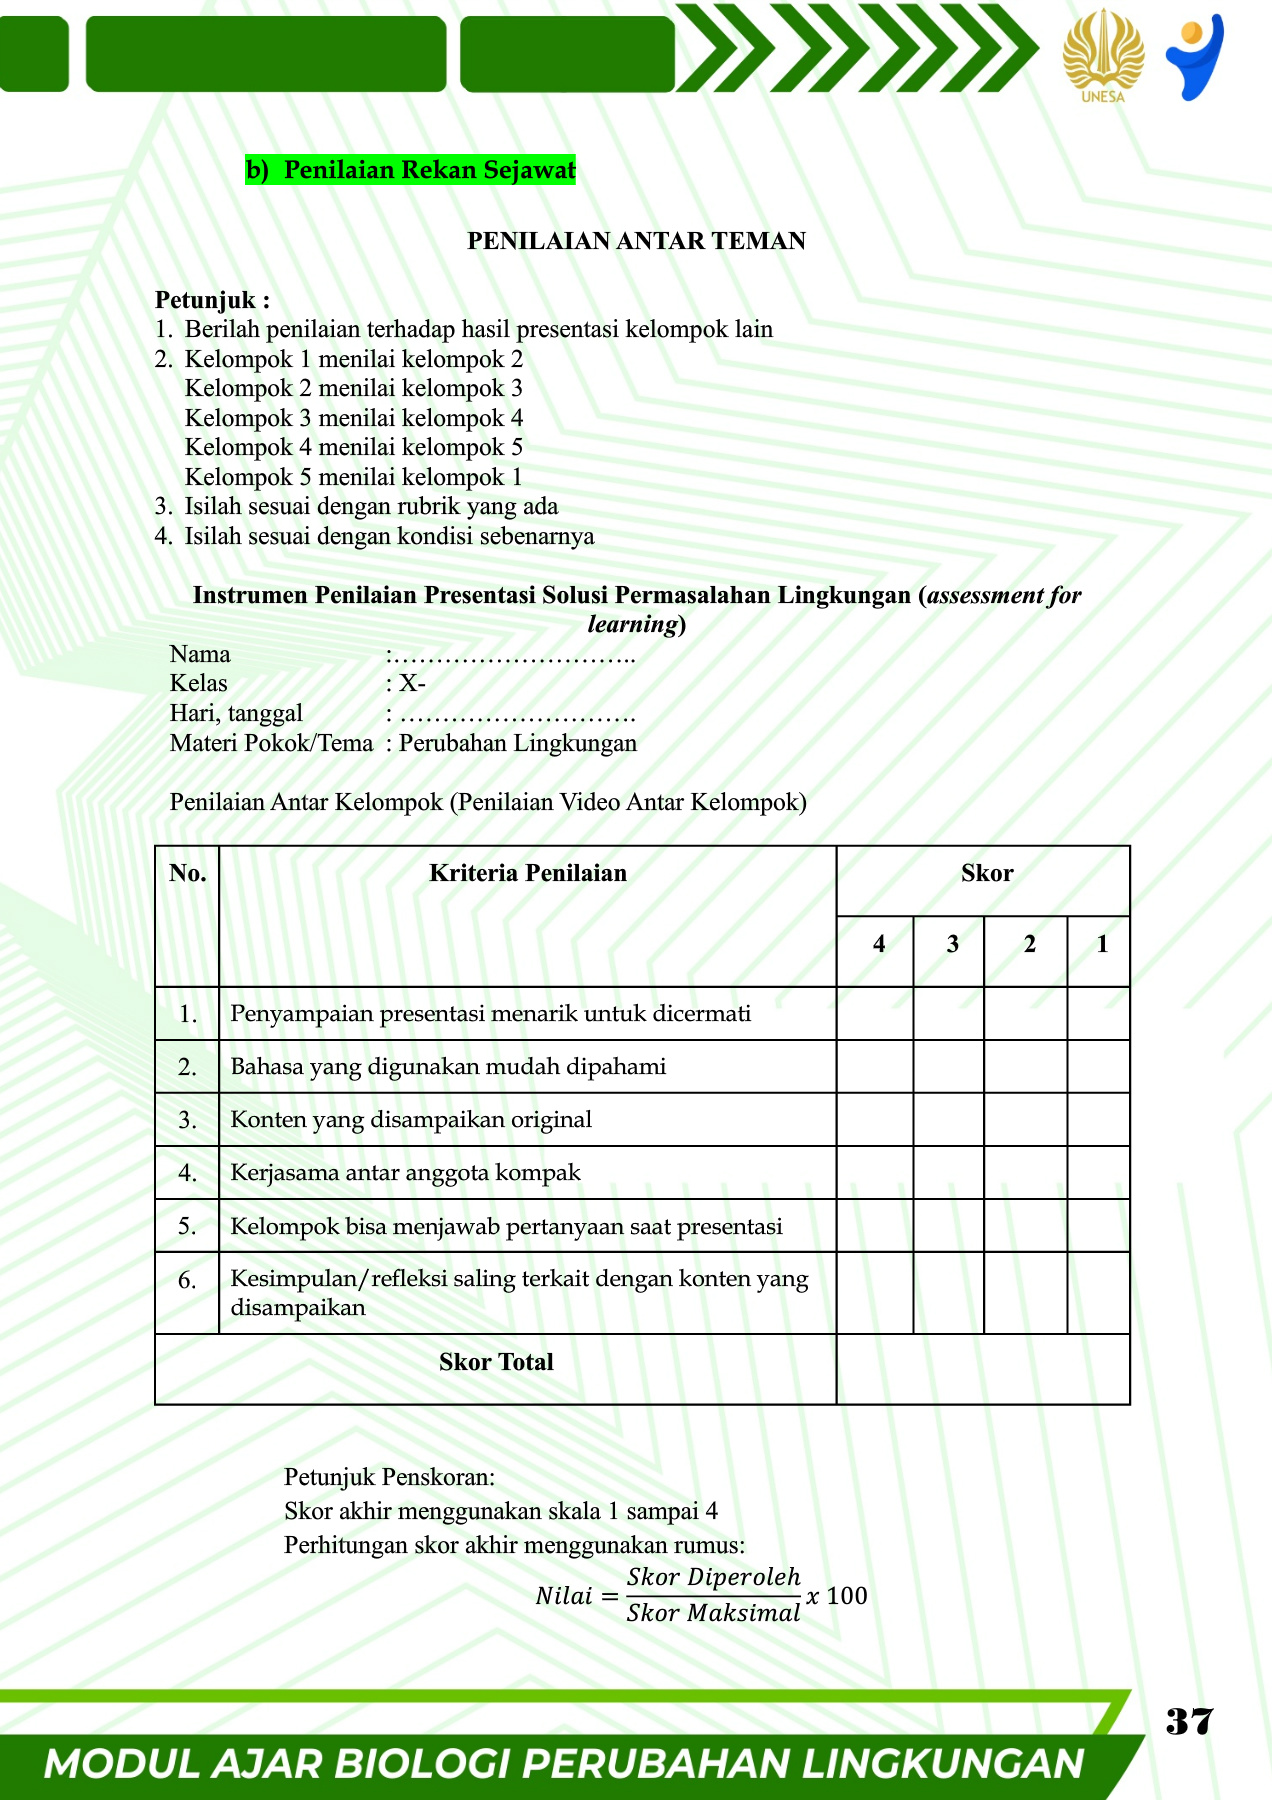 UNESA
b) Penilaian Rekan Sejawat
PENILAIAN ANTAR TEMAN
Petunjuk :
1. Berilah penilaian terhadap hasil presentasi kelompok lain
2. Kelompok 1 menilai kelompok 2
Kelompok 2 menilai kelompok 3
Kelompok 3 menilai kelompok 4
Kelompok 4 menilai kelompok 5
Kelompok 5 menilai kelompok 1
3. Isilah sesuai dengan rubrik yang ada
4. Isilah sesuai dengan kondisi sebenarnya
Instrumen Penilaian Presentasi Solusi Permasalahan Lingkungan (assessment for
learning)
Nama :………………………..
Kelas : X-
Hari, tanggal : ……………………….
Materi Pokok/Tema : Perubahan Lingkungan
Penilaian Antar Kelompok (Penilaian Video Antar Kelompok)
No. Kriteria Penilaian Skor
4 3 2 1
1. Penyampaian presentasi menarik untuk dicermati
2. Bahasa yang digunakan mudah dipahami
3. Konten yang disampaikan original
4. Kerjasama antar anggota kompak
5. Kelompok bisa menjawab pertanyaan saat presentasi
6. Kesimpulan/refleksi saling terkait dengan konten yang
disampaikan
Skor Total
Petunjuk Penskoran:
Skor akhir menggunakan skala 1 sampai 4
Perhitungan skor akhir menggunakan rumus:
Skor Diperoleh
Nilai = x 100
Skor Maksimal
37
MODUL AJAR BIOLOGI PERUBAHAN LINGKUNGAN